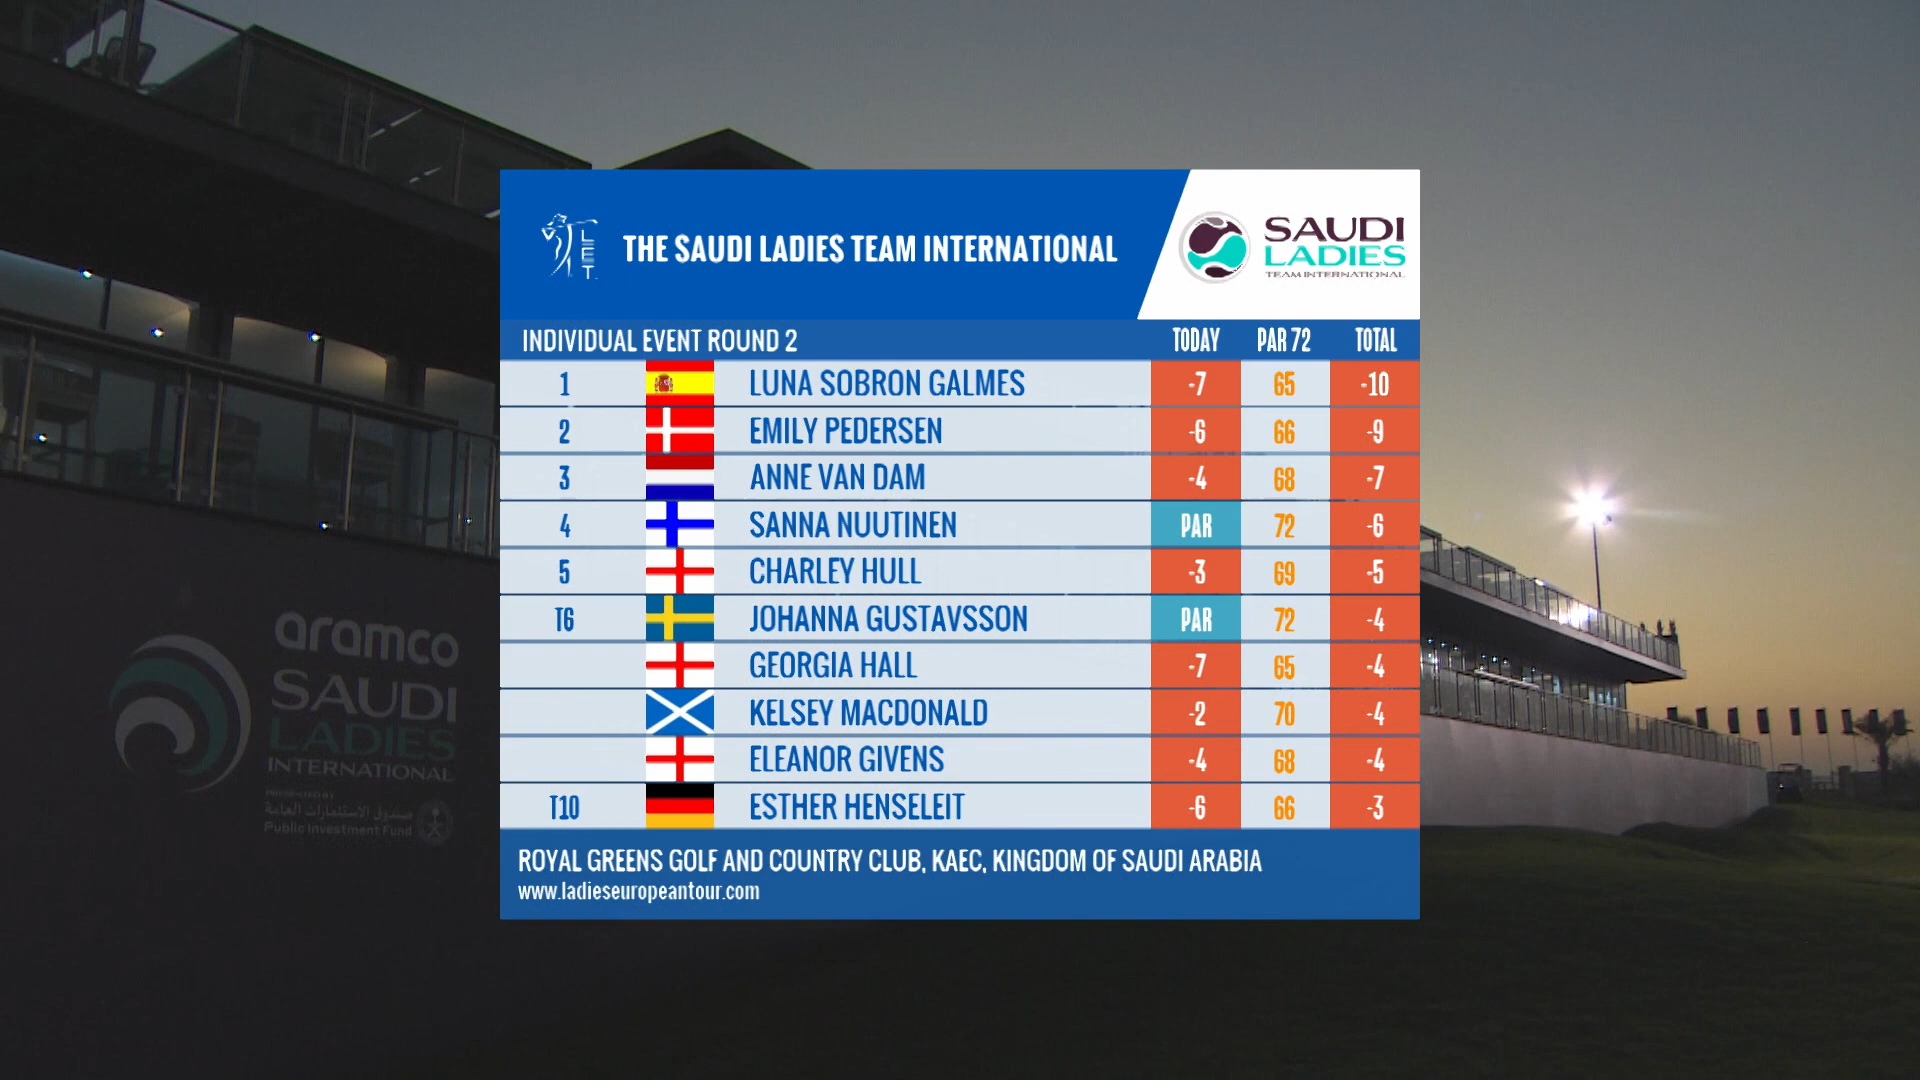 LET
THE SAUDI LADIES TEAM INTERNATIONAL
SAUDI
LADIES
TEAM INTERNATIONAL
INDIVIDUAL EVENT ROUND 2 TODAY PAR 72 TOTAL
1 LUNA SOBRON GALMES -7 65 -10
2 EMILY PEDERSEN -6 66 -9
3 ANNE VAN DAM -4 68 -7
4 SANNA NUUTINEN PAR 72 -6
5 CHARLEY HULL -3 69 -5
T6 JOHANNA GUSTAVSSON PAR 72 -4
GEORGIA HALL -7 65 -4
KELSEY MACDONALD -2 70 -4
ELEANOR GIVENS -4 68 -4
T10 ESTHER HENSELEIT -6 66 -3
ROYAL GREENS GOLF AND COUNTRY CLUB, KAEC, KINGDOM OF SAUDI ARABIA
www.ladieseuropeantour.com
aramco
SAUDI
LADIES
INTERNATIONAL
صندوق الاستثمارات العامة
Public Investment Fund